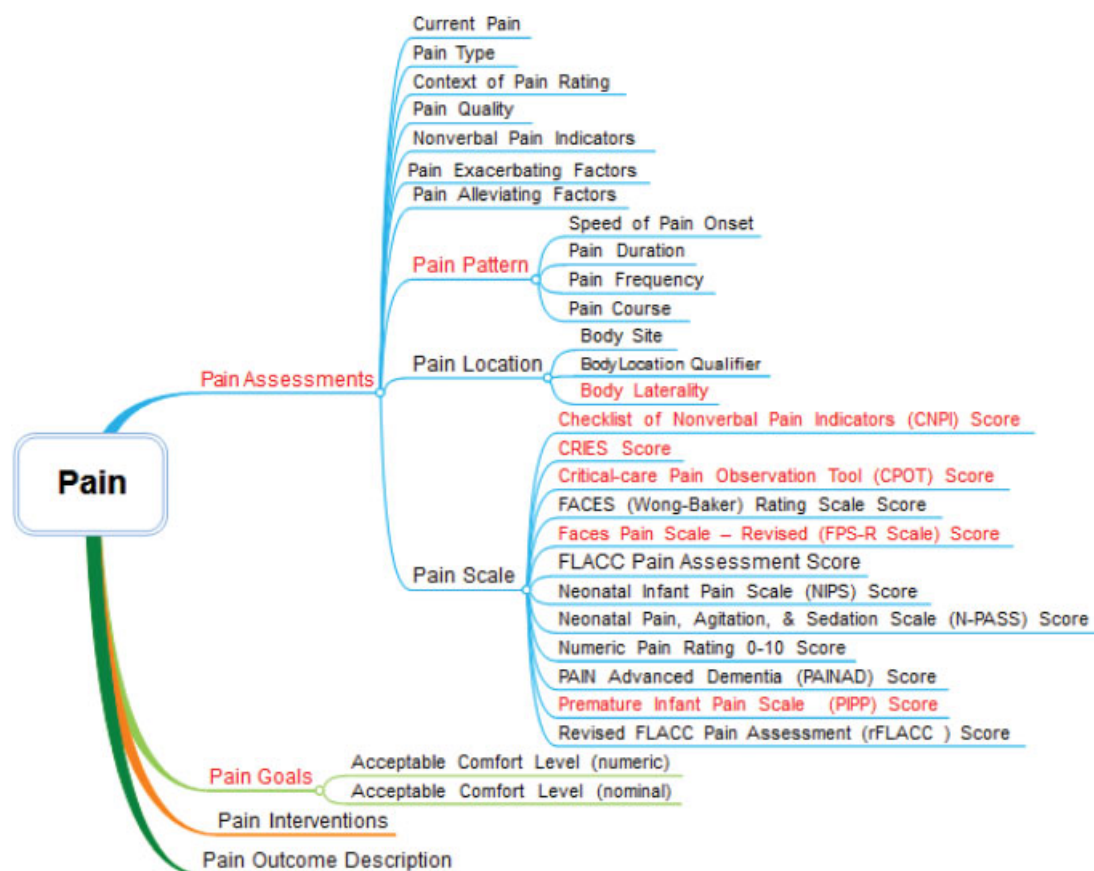 Current Pain
Pain Type
Context of Pain Rating
Pain Quality
Nonverbal Pain Indicators
Pain Exacerbating Factors
Pain Alleviating Factors
Speed of Pain Onset
Pain Duration
Pain Pattern
Pain Frequency
Pain Course
Body Site
Pain Location
BodyLocation Qualifier
Body Laterality
Pain Assessments
Checklist of Nonverbal Pain Indicators (CNPI) Score
CRIES Score
Critical-care Pain Observation Tool (CPOT) Score
Pain
FACES (Wong-Baker) Rating Scale Score
Faces Pain Scale – Revised (FPS-R Scale) Score
FLACC Pain Assessment Score
Pain Scale
Neonatal Infant Pain Scale (NIPS) Score
Neonatal Pain, Agitation, & Sedation Scale (N-PASS) Score
Numeric Pain Rating 0-10 Score
PAIN Advanced Dementia (PAINAD) Score
Premature Infant Pain Scale (PIPP) Score
Revised FLACC Pain Assessment (rFLACC ) Score
Pain Goals
Acceptable Comfort Level (numeric)
Acceptable Comfort Level (nominal)
Pain Interventions
Pain Outcome Description